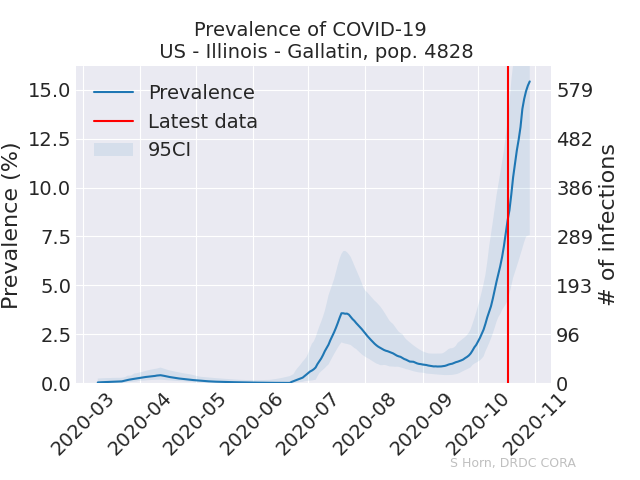 Prevalence of COVID-19
US - Illinois - Gallatin, pop. 4828
Prevalence
Latest data
95CI
Prevalence (%)
15.0
12.5
10.0
7.5
5.0
2.5
0.0
579
482
386
289
193
96
0
# of infections
2020-03
2020-04
2020-05
2020-06
2020-07
2020-08
2020-09
2020-10
2020-11
S Horn, DRDC CORA